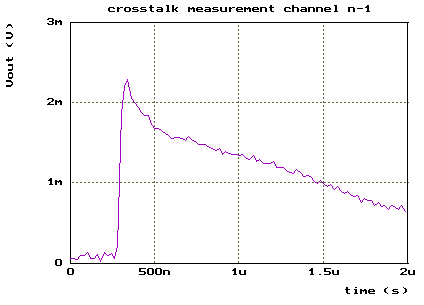 crosstalk measurement channel n-1
Vout (V)
3m
2m
1m
0
0 500n 1u 1.5u 2u
time (s)